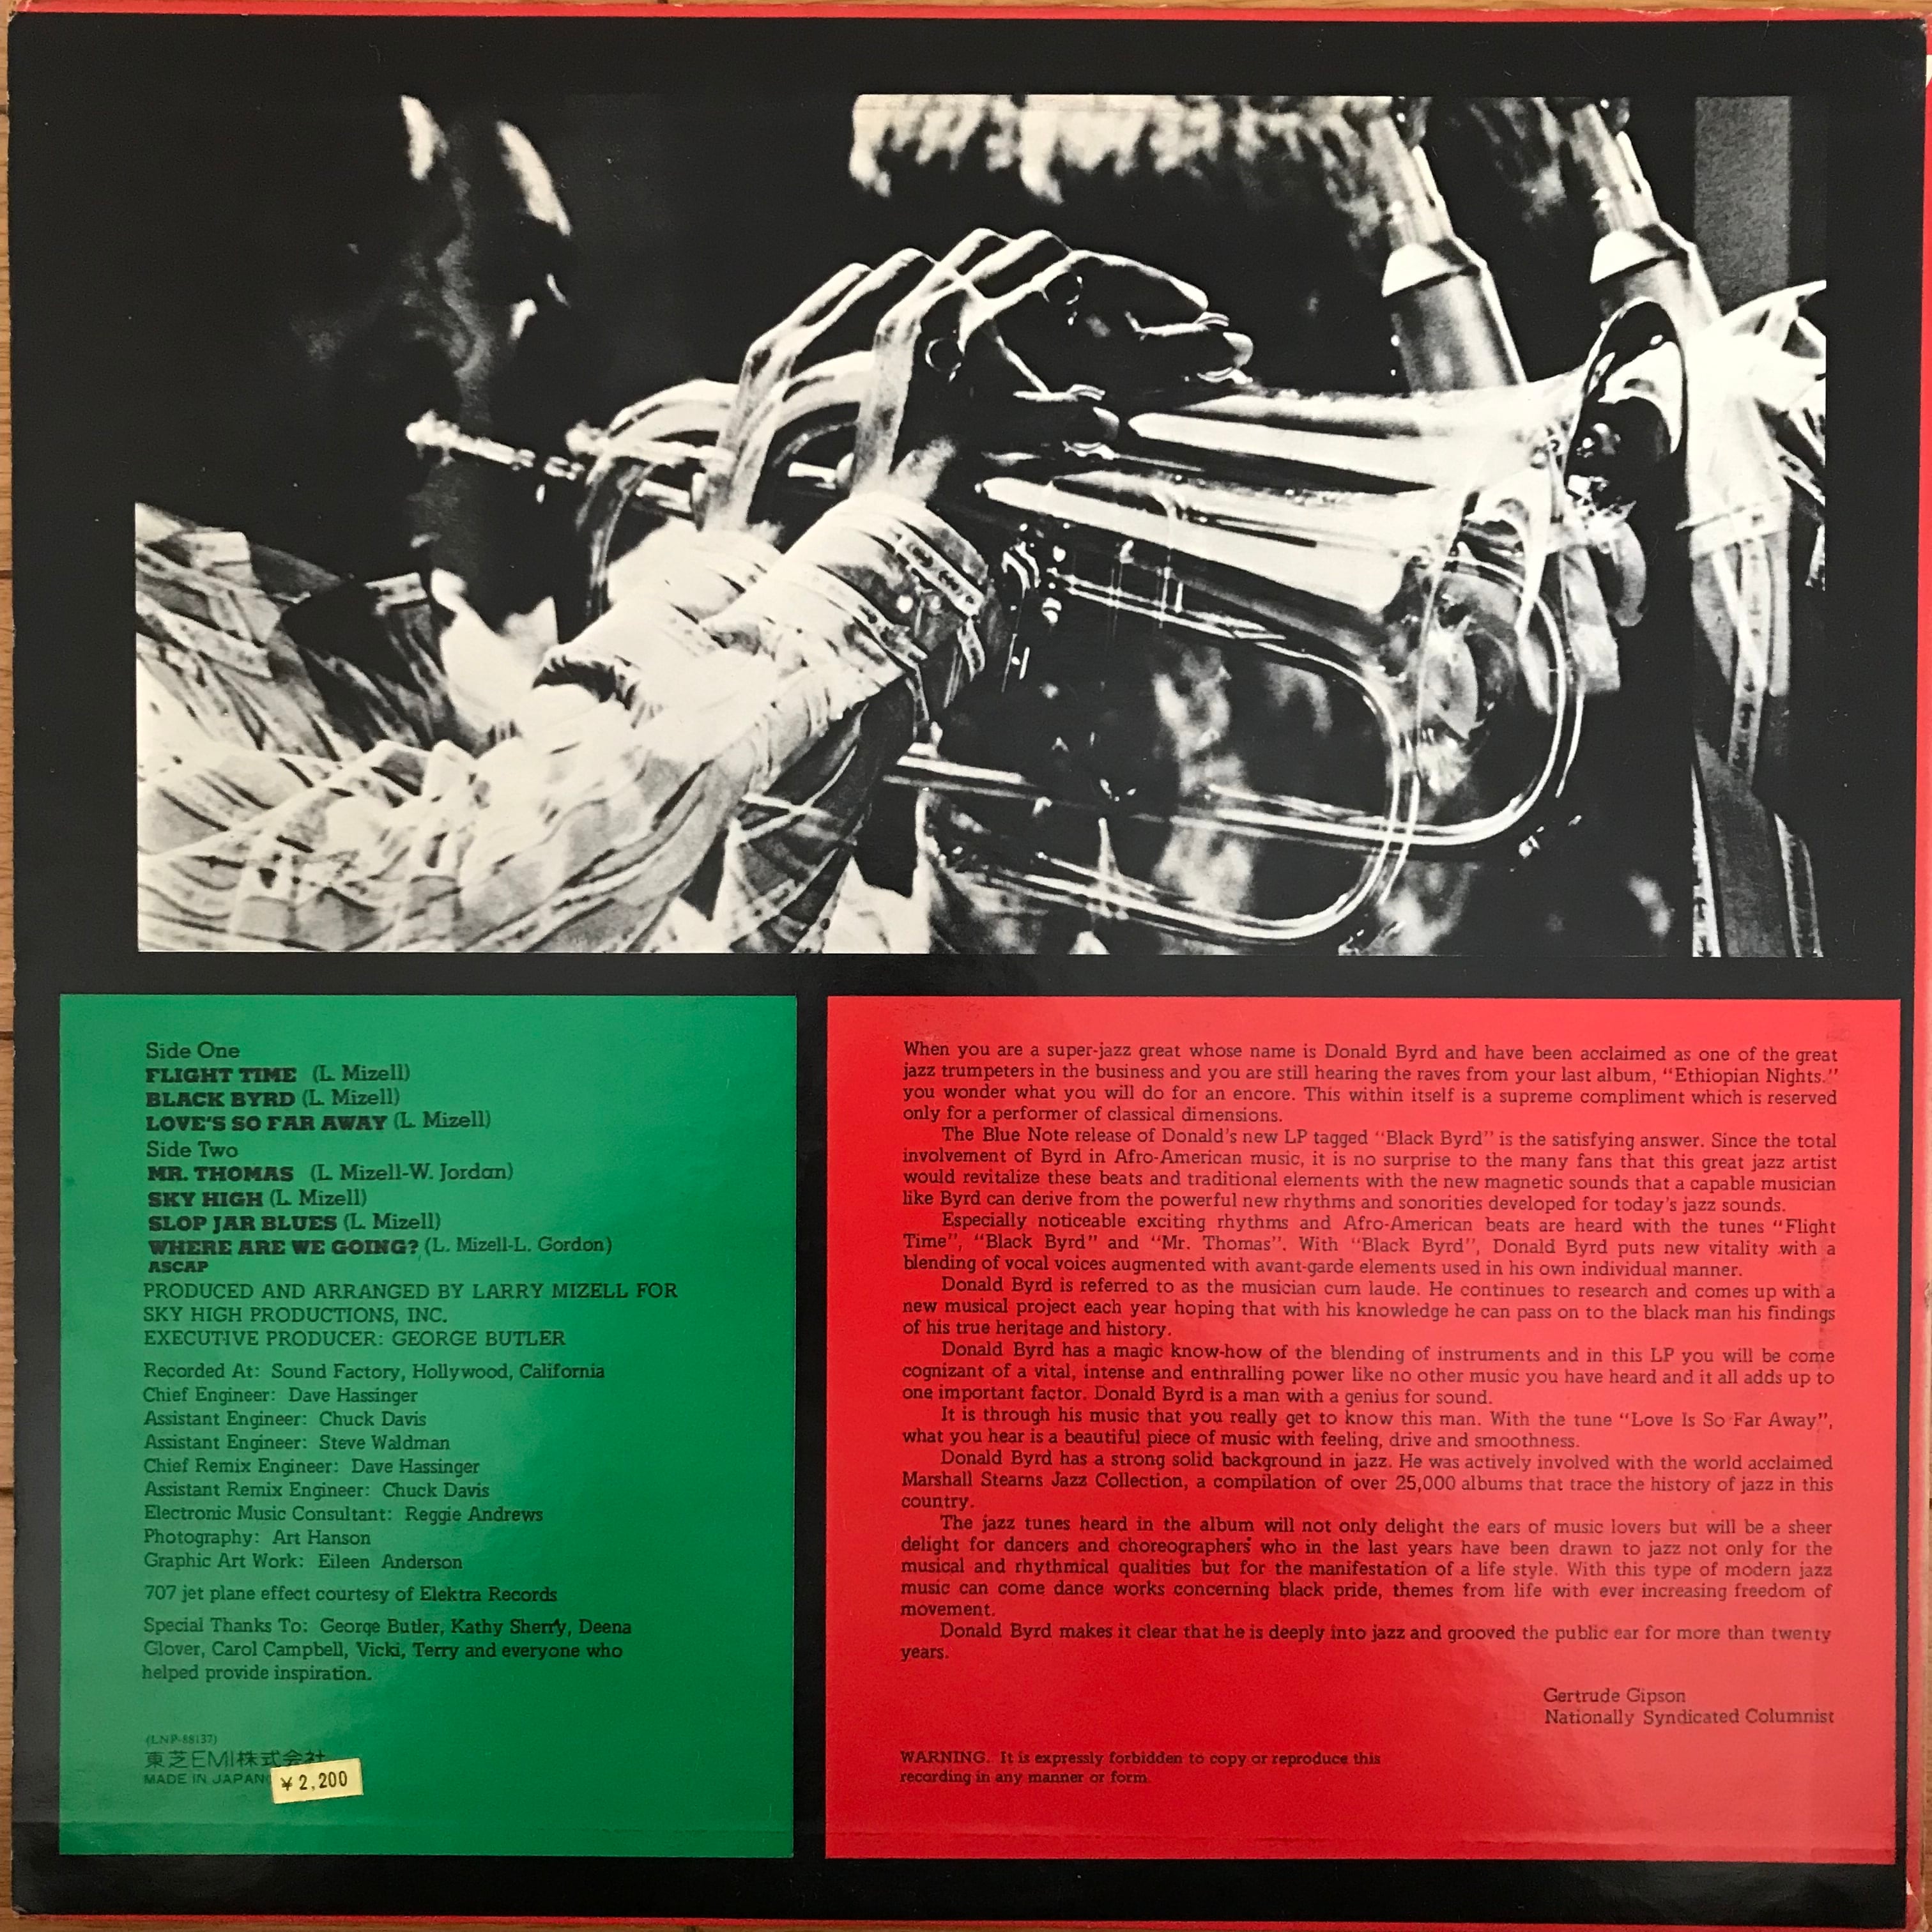 Side One
FLIGHT TIME (L. Mizell)
BLACK BYRD (L. Mizell)
LOVE'S SO FAR AWAY (L. Mizell)
Side Two
MR. THOMAS (L. Mizell-W. Jordan)
SKY HIGH (L. Mizell)
SLOP JAR BLUES (L. Mizell)
WHERE ARE WE GOING? (L. Mizell-L. Gordon)
ASCAP
PRODUCED AND ARRANGED BY LARRY MIZELL FOR
SKY HIGH PRODUCTIONS, INC.
EXECUTIVE PRODUCER: GEORGE BUTLER
Recorded At: Sound Factory, Hollywood, California
Chief Engineer: Dave Hassinger
Assistant Engineer: Chuck Davis
Assistant Engineer: Steve Waldman
Chief Remix Engineer: Dave Hassinger
Assistant Remix Engineer: Chuck Davis
Electronic Music Consultant: Reggie Andrews
Photography: Art Hanson
Graphic Art Work: Eileen Anderson
707 jet plane effect courtesy of Elektra Records
Special Thanks To: George Butler, Kathy Sherry, Deena
Glover, Carol Campbell, Vicki, Terry and everyone who
helped provide inspiration.
(LNP-88137)
東芝EMI株式会社
MADE IN JAPAN
¥2,200
When you are a super-jazz great whose name is Donald Byrd and have been acclaimed as one of the great
jazz trumpeters in the business and you are still hearing the raves from your last album, "Ethiopian Nights."
you wonder what you will do for an encore. This within itself is a supreme compliment which is reserved
only for a performer of classical dimensions.
The Blue Note release of Donald's new LP tagged "Black Byrd" is the satisfying answer. Since the total
involvement of Byrd in Afro-American music, it is no surprise to the many fans that this great jazz artist
would revitalize these beats and traditional elements with the new magnetic sounds that a capable musician
like Byrd can derive from the powerful new rhythms and sonorities developed for today's jazz sounds.
Especially noticeable exciting rhythms and Afro-American beats are heard with the tunes "Flight
Time", "Black Byrd" and "Mr. Thomas". With "Black Byrd", Donald Byrd puts new vitality with a
blending of vocal voices augmented with avant-garde elements used in his own individual manner.
Donald Byrd is referred to as the musician cum laude. He continues to research and comes up with a
new musical project each year hoping that with his knowledge he can pass on to the black man his findings
of his true heritage and history.
Donald Byrd has a magic know-how of the blending of instruments and in this LP you will be come
cognizant of a vital, intense and enthralling power like no other music you have heard and it all adds up to
one important factor. Donald Byrd is a man with a genius for sound.
It is through his music that you really get to know this man. With the tune "Love Is So Far Away",
what you hear is a beautiful piece of music with feeling, drive and smoothness.
Donald Byrd has a strong solid background in jazz. He was actively involved with the world acclaimed
Marshall Stearns Jazz Collection, a compilation of over 25,000 albums that trace the history of jazz in this
country.
The jazz tunes heard in the album will not only delight the ears of music lovers but will be a sheer
delight for dancers and choreographers who in the last years have been drawn to jazz not only for the
musical and rhythmical qualities but for the manifestation of a life style. With this type of modern jazz
music can come dance works concerning black pride, themes from life with ever increasing freedom of
movement.
Donald Byrd makes it clear that he is deeply into jazz and grooved the public ear for more than twenty
years.
Gertrude Gipson
Nationally Syndicated Columnist
WARNING. It is expressly forbidden to copy or reproduce this
recording in any manner or form.